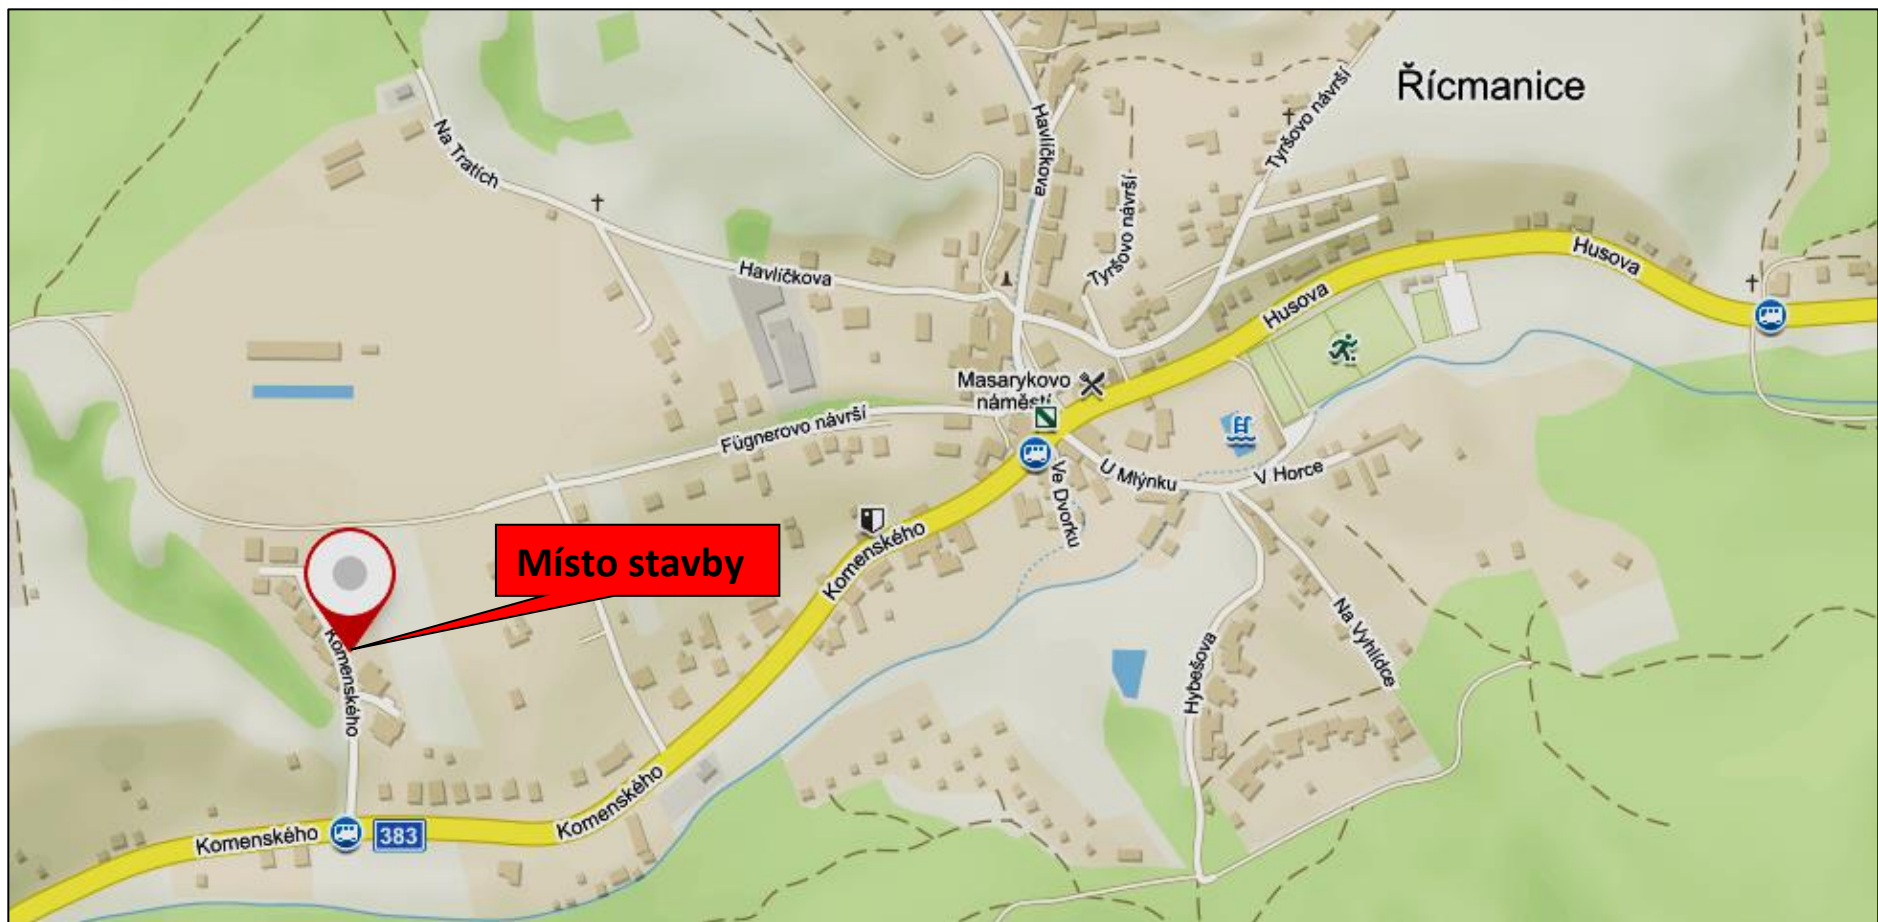 Řícmanice
Na Tratích
Havlíčkova
Tyršovo návrší
Tyršovo návrší
Havlíčkova
Husova
Husova
Masarykovo
náměstí
Fügnerovo návrší
U Mlýnku
V Horce
Ve Dvorku
Místo stavby
Komenského
Komenského
Na Vyhlídce
Hybešova
Komenského
Komenského
383